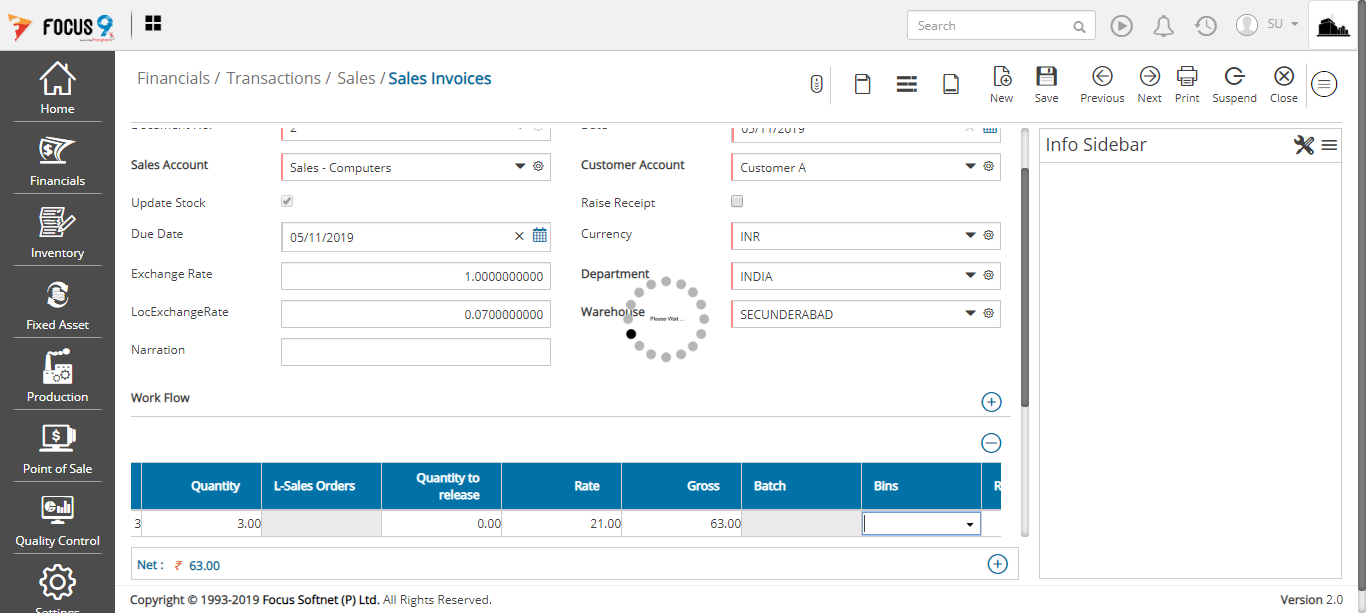 FOCUS 9
Search
SU
Home
Financials
Inventory
Fixed Asset
Production
Point of Sale
Quality Control
Settings
Financials / Transactions / Sales / Sales Invoices
New
Save
Previous
Next
Print
Suspend
Close
Document No. 2 Date 05/11/2019
Sales Account Sales - Computers Customer Account Customer A
Update Stock Raise Receipt
Due Date 05/11/2019 Currency INR
Exchange Rate 1.0000000000 Department INDIA
LocExchangeRate 0.0700000000 Warehouse SECUNDERABAD
Please Wait ...
Narration
Work Flow
Quantity L-Sales Orders Quantity to release Rate Gross Batch Bins R
3 3.00 0.00 21.00 63.00
Net : ₹ 63.00
Info Sidebar
Copyright © 1993-2019 Focus Softnet (P) Ltd. All Rights Reserved.
Version 2.0